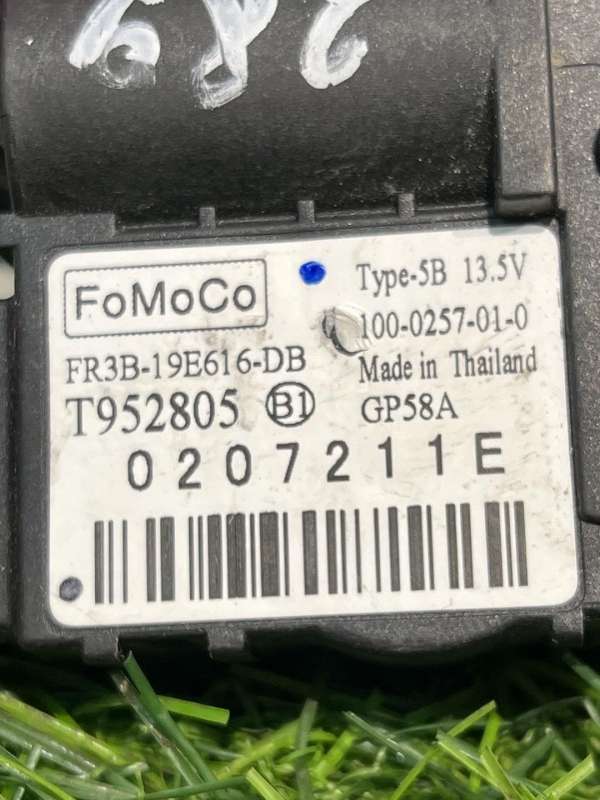 FoMoCo
Type-5B 13.5V
100-0257-01-0
FR3B-19E616-DB
Made in Thailand
T952805 B1
GP58A
0207211E